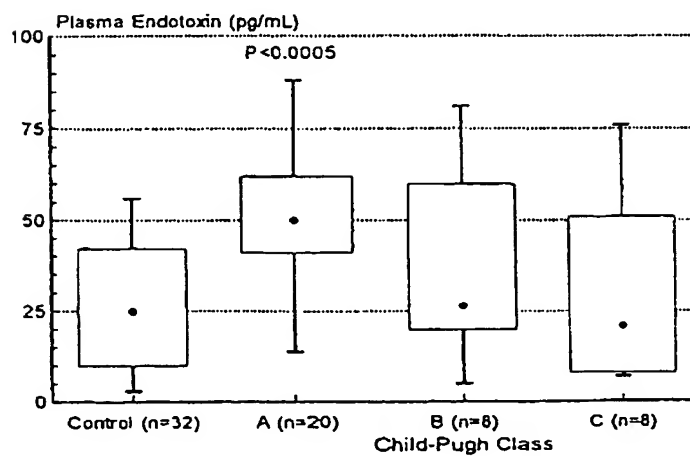 Plasma Endotoxin (pg/mL)
100
P<0.0005
75
50
25
0
Control (n=32) A (n=20) B (n=8) C (n=8)
Child-Pugh Class